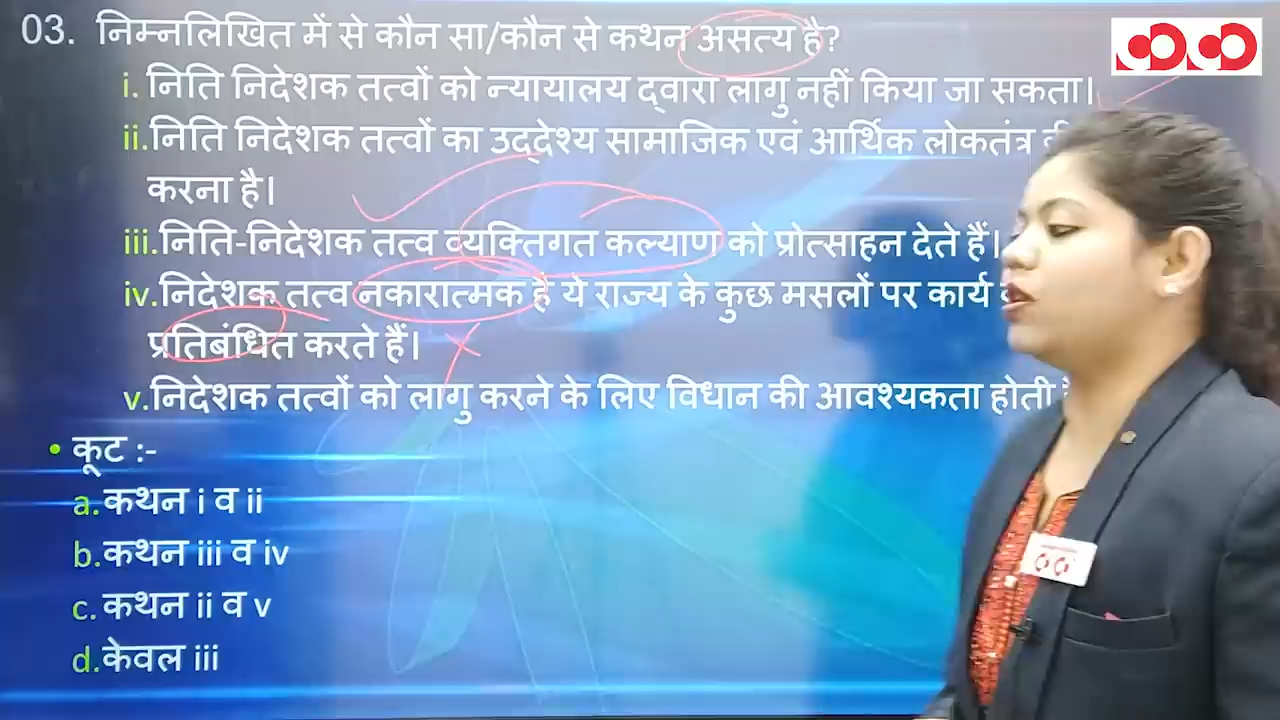 03. निम्नलिखित में से कौन सा/कौन से कथन असत्य है?
i. निति निदेशक तत्वों को न्यायालय द्वारा लागु नहीं किया जा सकता।
ii.निति निदेशक तत्वों का उद्देश्य सामाजिक एवं आर्थिक लोकतंत्र
करना है।
iii.निति-निदेशक तत्व व्यक्तिगत कल्याण को प्रोत्साहन देते हैं।
iv.निदेशक तत्व नकारात्मक है ये राज्य के कुछ मसलों पर कार्य
प्रतिबंधित करते हैं।
v.निदेशक तत्वों को लागु करने के लिए विधान की आवश्यकता होती
• कूट :-
a.कथन i व ii
b.कथन iii व iv
c. कथन ii व v
d.केवल iii